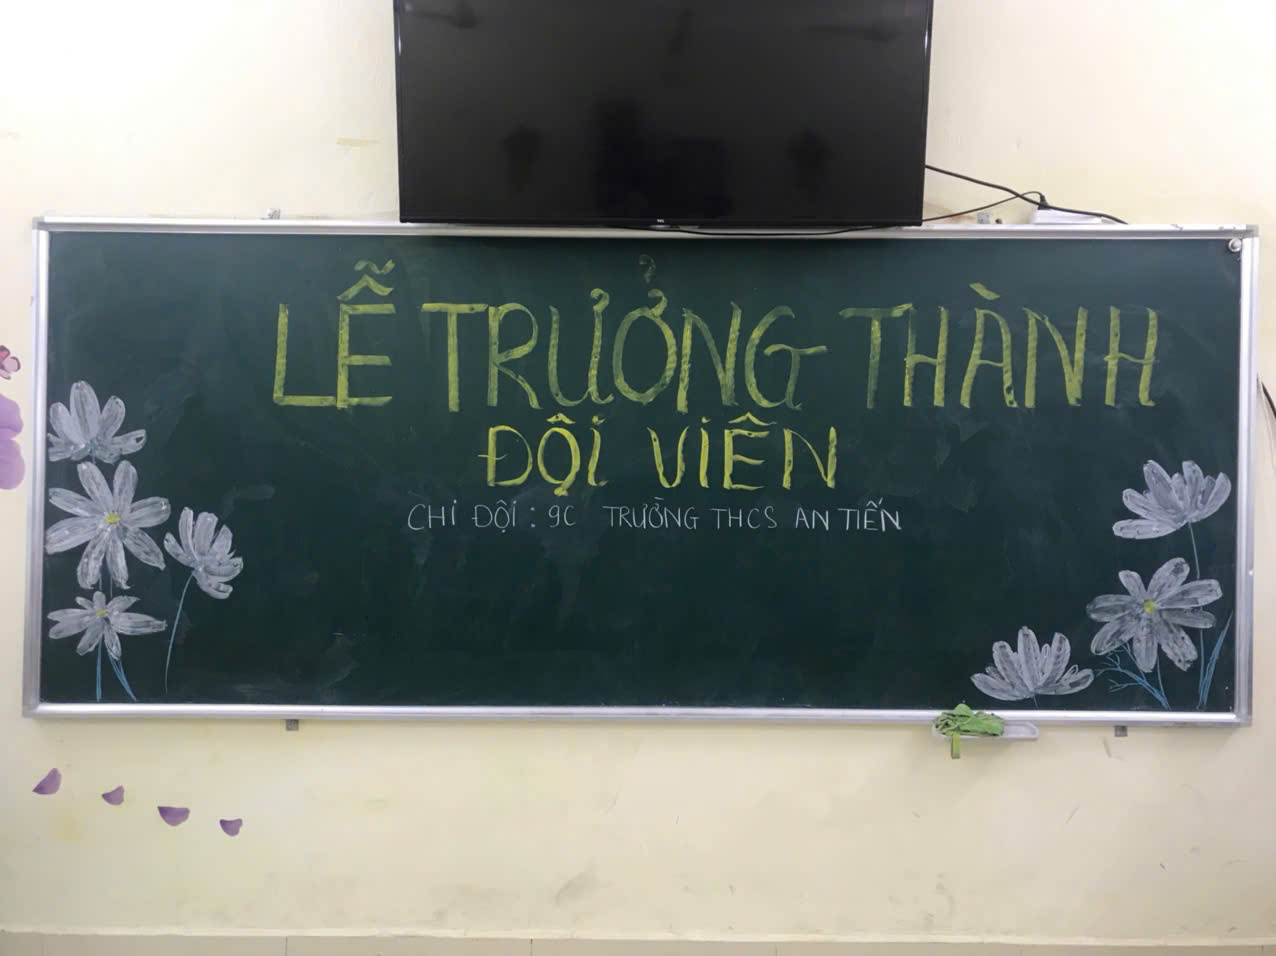 LỄ TRƯỞNG THÀNH
ĐỘI VIÊN
CHI ĐỘI : 9C TRƯỜNG THCS AN TIẾN